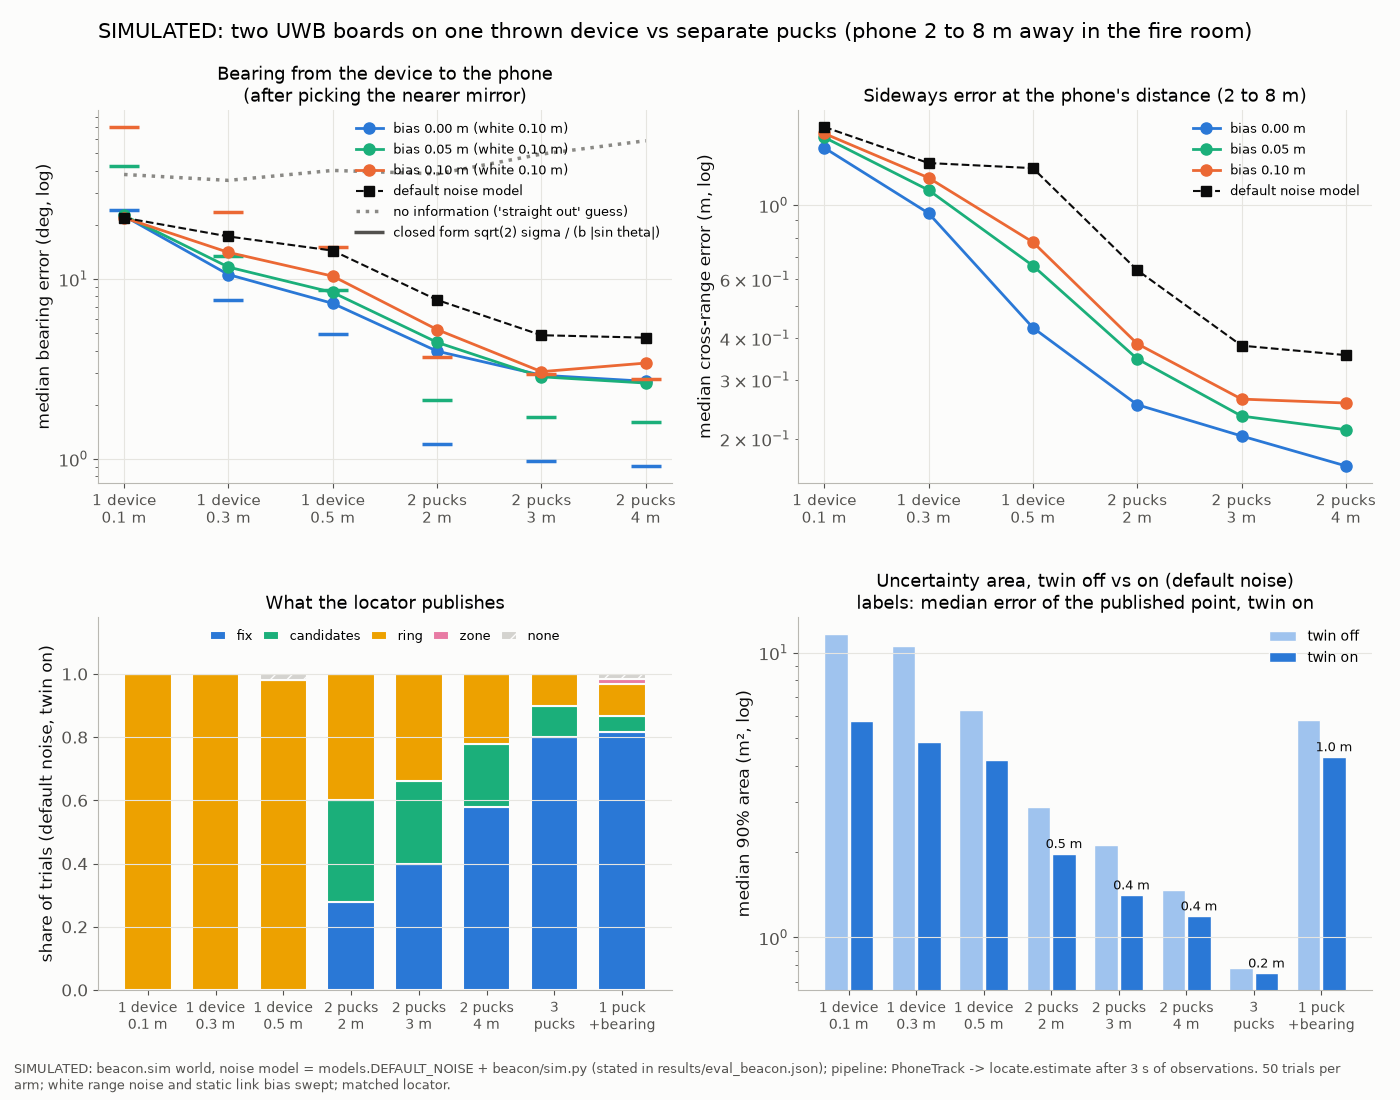 SIMULATED: two UWB boards on one thrown device vs separate pucks (phone 2 to 8 m away in the fire room)
Bearing from the device to the phone
(after picking the nearer mirror)
median bearing error (deg, log)
10¹
10⁰
bias 0.00 m (white 0.10 m)
bias 0.05 m (white 0.10 m)
bias 0.10 m (white 0.10 m)
default noise model
no information ('straight out' guess)
closed form sqrt(2) sigma / (b |sin theta|)
1 device
0.1 m
1 device
0.3 m
1 device
0.5 m
2 pucks
2 m
2 pucks
3 m
2 pucks
4 m
Sideways error at the phone's distance (2 to 8 m)
median cross-range error (m, log)
10⁰
6 × 10⁻¹
4 × 10⁻¹
3 × 10⁻¹
2 × 10⁻¹
bias 0.00 m
bias 0.05 m
bias 0.10 m
default noise model
1 device
0.1 m
1 device
0.3 m
1 device
0.5 m
2 pucks
2 m
2 pucks
3 m
2 pucks
4 m
What the locator publishes
fix candidates ring zone none
share of trials (default noise, twin on)
1.0
0.8
0.6
0.4
0.2
0.0
1 device
0.1 m
1 device
0.3 m
1 device
0.5 m
2 pucks
2 m
2 pucks
3 m
2 pucks
4 m
3
pucks
1 puck
+bearing
Uncertainty area, twin off vs on (default noise)
labels: median error of the published point, twin on
median 90% area (m², log)
10¹
10⁰
twin off
twin on
0.5 m
0.4 m
0.4 m
0.2 m
1.0 m
1 device
0.1 m
1 device
0.3 m
1 device
0.5 m
2 pucks
2 m
2 pucks
3 m
2 pucks
4 m
3
pucks
1 puck
+bearing
SIMULATED: beacon.sim world, noise model = models.DEFAULT_NOISE + beacon/sim.py (stated in results/eval_beacon.json); pipeline: PhoneTrack -> locate.estimate after 3 s of observations. 50 trials per
arm; white range noise and static link bias swept; matched locator.